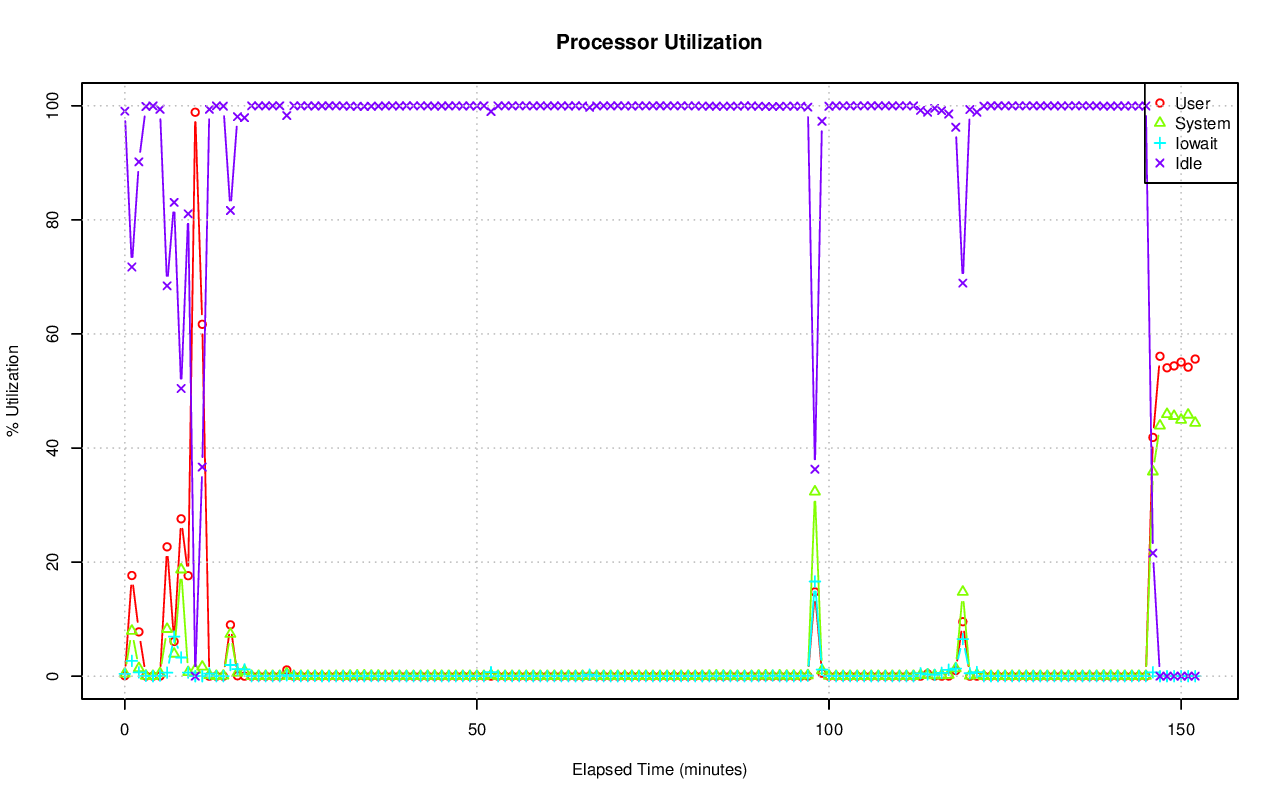 Processor Utilization
100
80
60
40
20
0
% Utilization
User
System
Iowait
Idle
0
50
100
150
Elapsed Time (minutes)